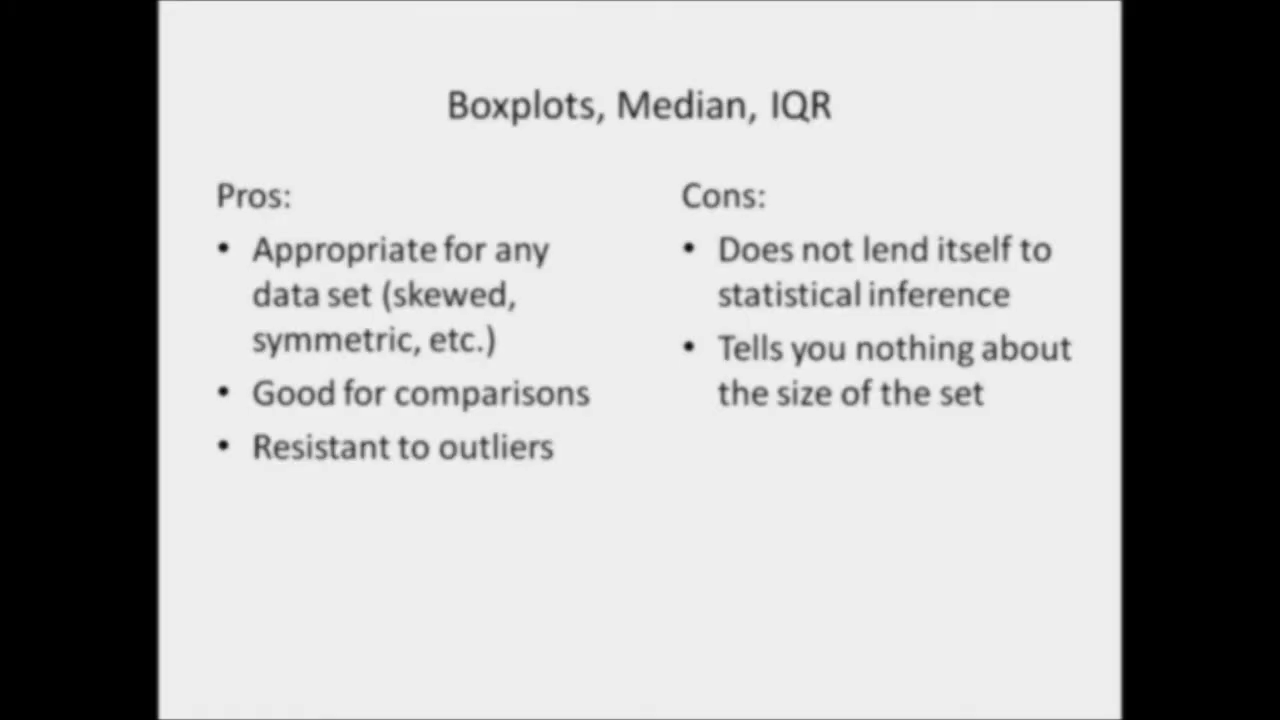 Boxplots, Median, IQR
Pros:
• Appropriate for any
data set (skewed,
symmetric, etc.)
• Good for comparisons
• Resistant to outliers
Cons:
• Does not lend itself to
statistical inference
• Tells you nothing about
the size of the set